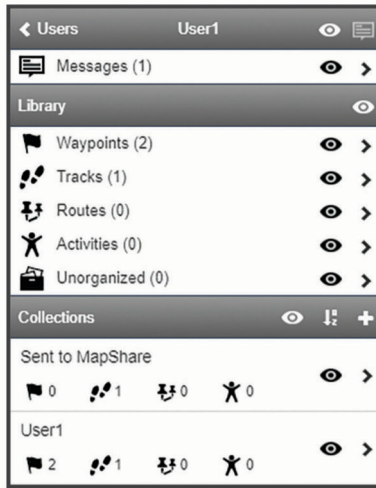 Users User1
Messages (1)
Library
Waypoints (2)
Tracks (1)
Routes (0)
Activities (0)
Unorganized (0)
Collections
Sent to MapShare
0 1 0 0
User1
2 1 0 0